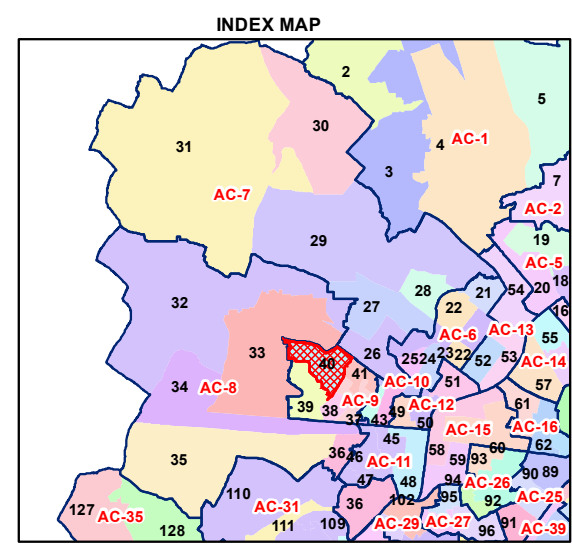 INDEX MAP
2
5
30
31
4
AC-1
3
7
AC-7
AC-2
29
19
AC-5
32
27
28
21
54
20
18
22
16
AC-6
AC-13
55
33
40
26
25
24
23
22
52
53
AC-14
41
AC-10
51
57
34
AC-8
39
38
AC-9
49
AC-12
61
37
43
50
AC-15
AC-16
45
36
46
AC-11
58
60
62
35
59
93
AC-26
90
89
47
48
94
110
AC-31
36
102
95
92
AC-25
127
AC-35
128
111
109
AC-29
AC-27
96
91
AC-39